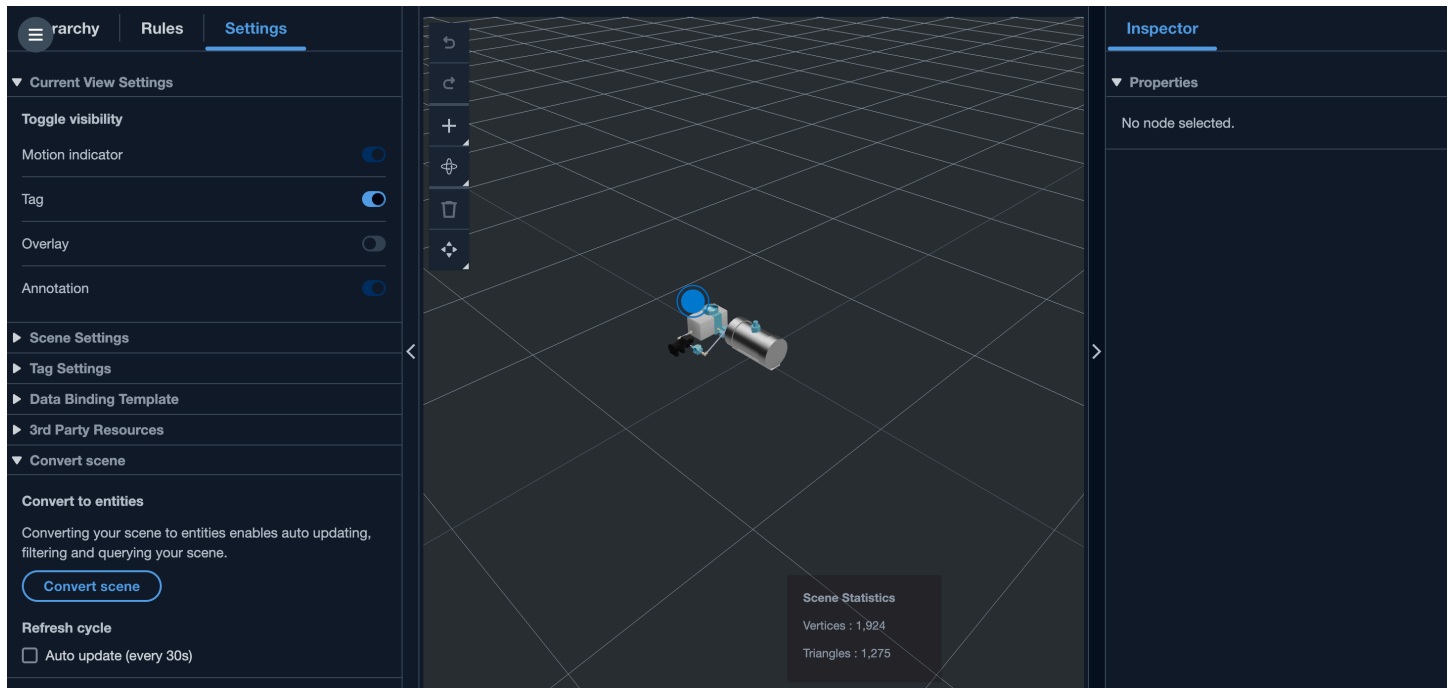 rarchy
Rules
Settings
Current View Settings
Toggle visibility
Motion indicator
Tag
Overlay
Annotation
Scene Settings
Tag Settings
Data Binding Template
3rd Party Resources
Convert scene
Convert to entities
Converting your scene to entities enables auto updating,
filtering and querying your scene.
Convert scene
Refresh cycle
Auto update (every 30s)
Scene Statistics
Vertices : 1,924
Triangles : 1,275
Inspector
Properties
No node selected.